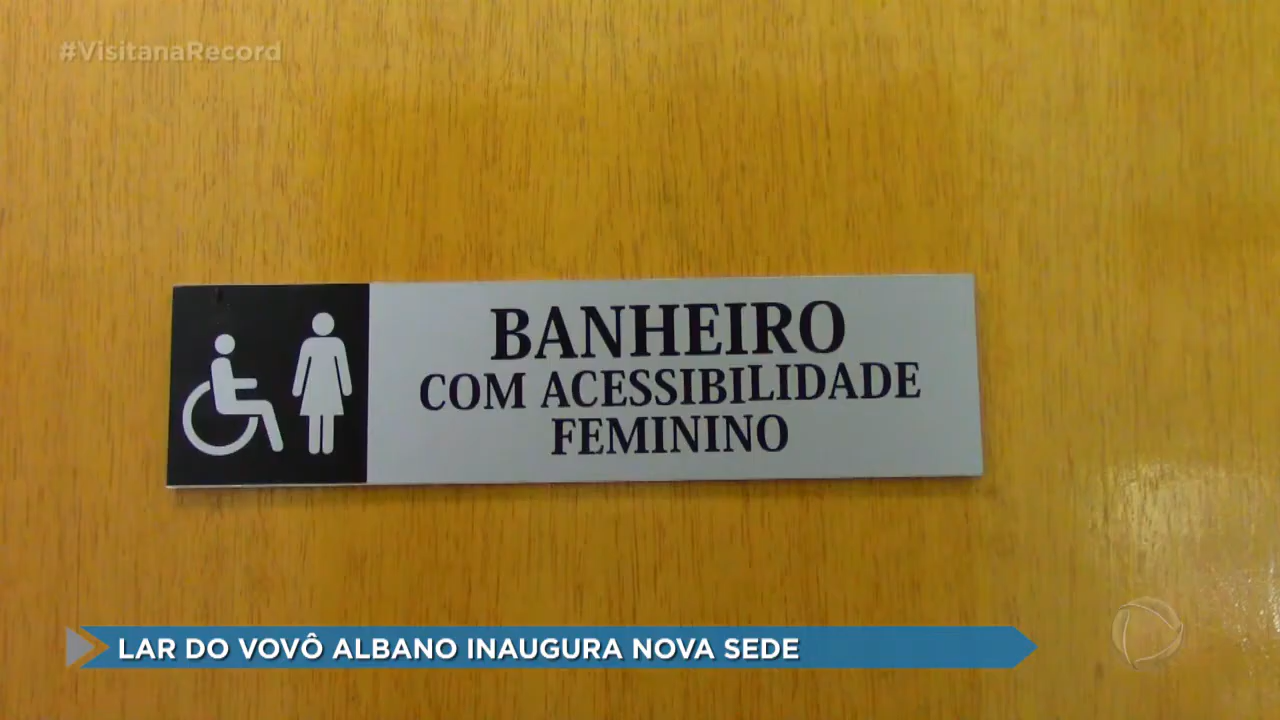 #VisitanaRecord
BANHEIRO
COM ACESSIBILIDADE
FEMININO
LAR DO VOVÔ ALBANO INAUGURA NOVA SEDE